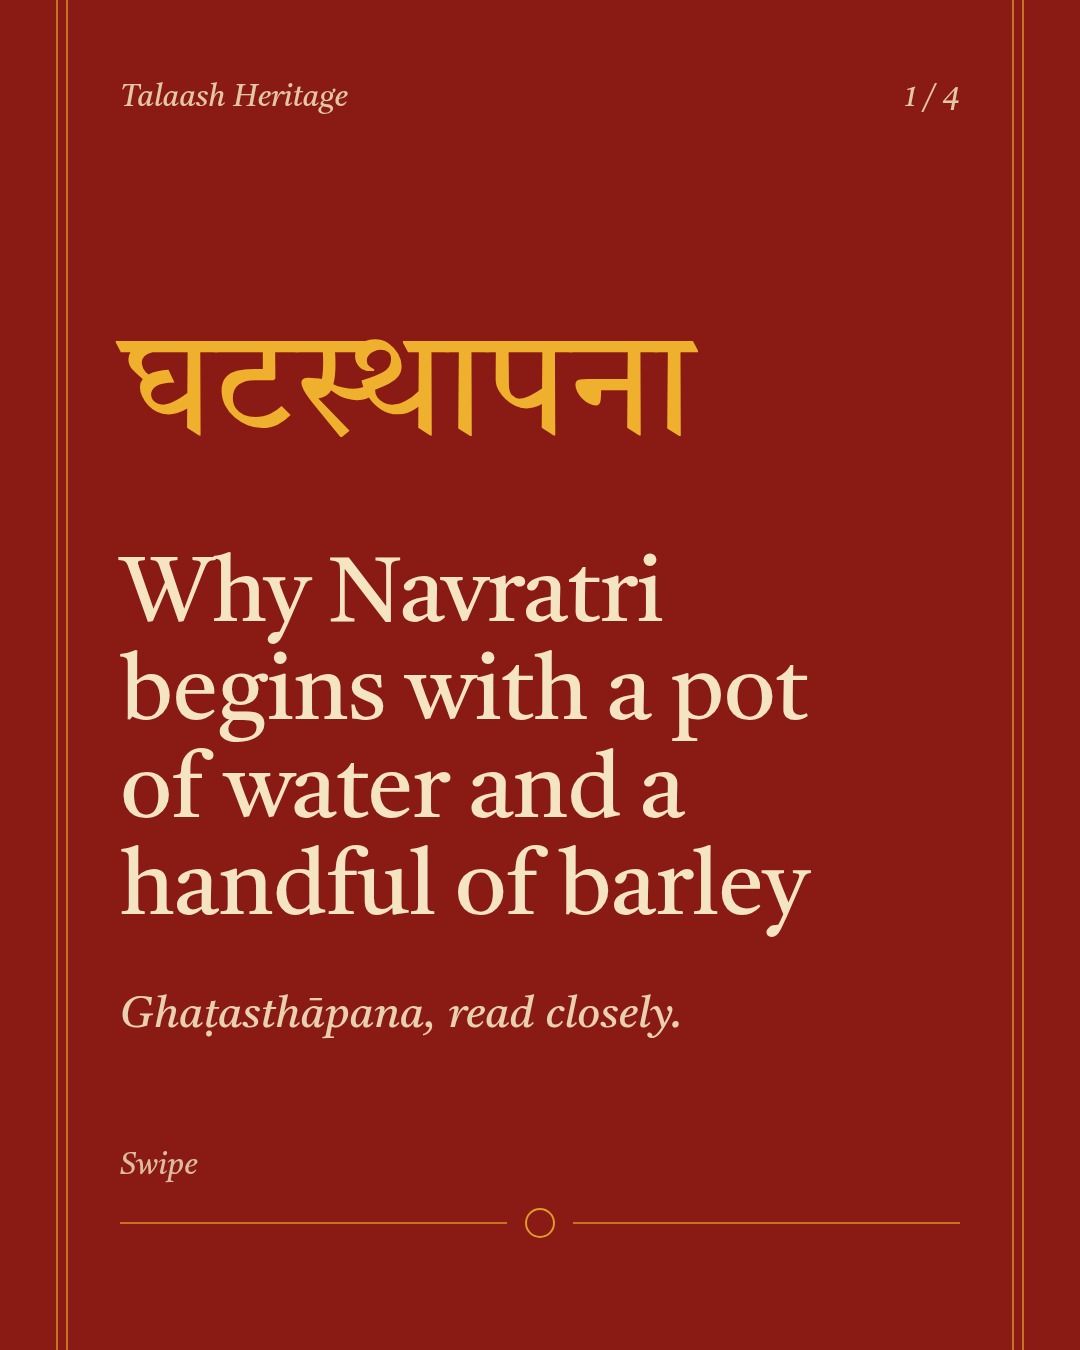 Talaash Heritage
1 / 4
घटस्थापना
Why Navratri
begins with a pot
of water and a
handful of barley
Ghaṭasthāpana, read closely.
Swipe